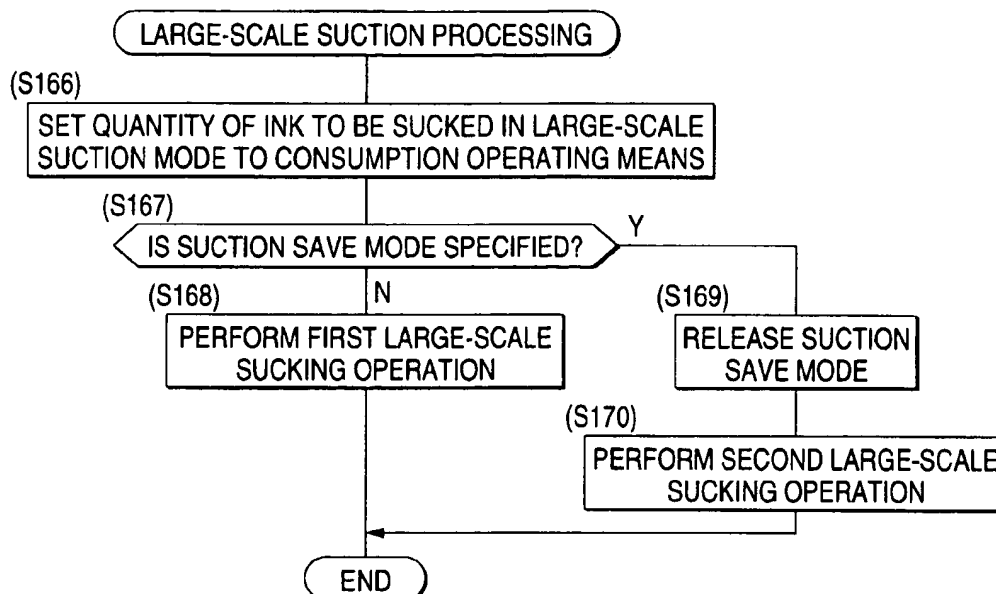 LARGE-SCALE SUCTION PROCESSING
(S166)
SET QUANTITY OF INK TO BE SUCKED IN LARGE-SCALE
SUCTION MODE TO CONSUMPTION OPERATING MEANS
(S167)
IS SUCTION SAVE MODE SPECIFIED?
Y
N
(S168)
PERFORM FIRST LARGE-SCALE
SUCKING OPERATION
(S169)
RELEASE SUCTION
SAVE MODE
(S170)
PERFORM SECOND LARGE-SCALE
SUCKING OPERATION
END